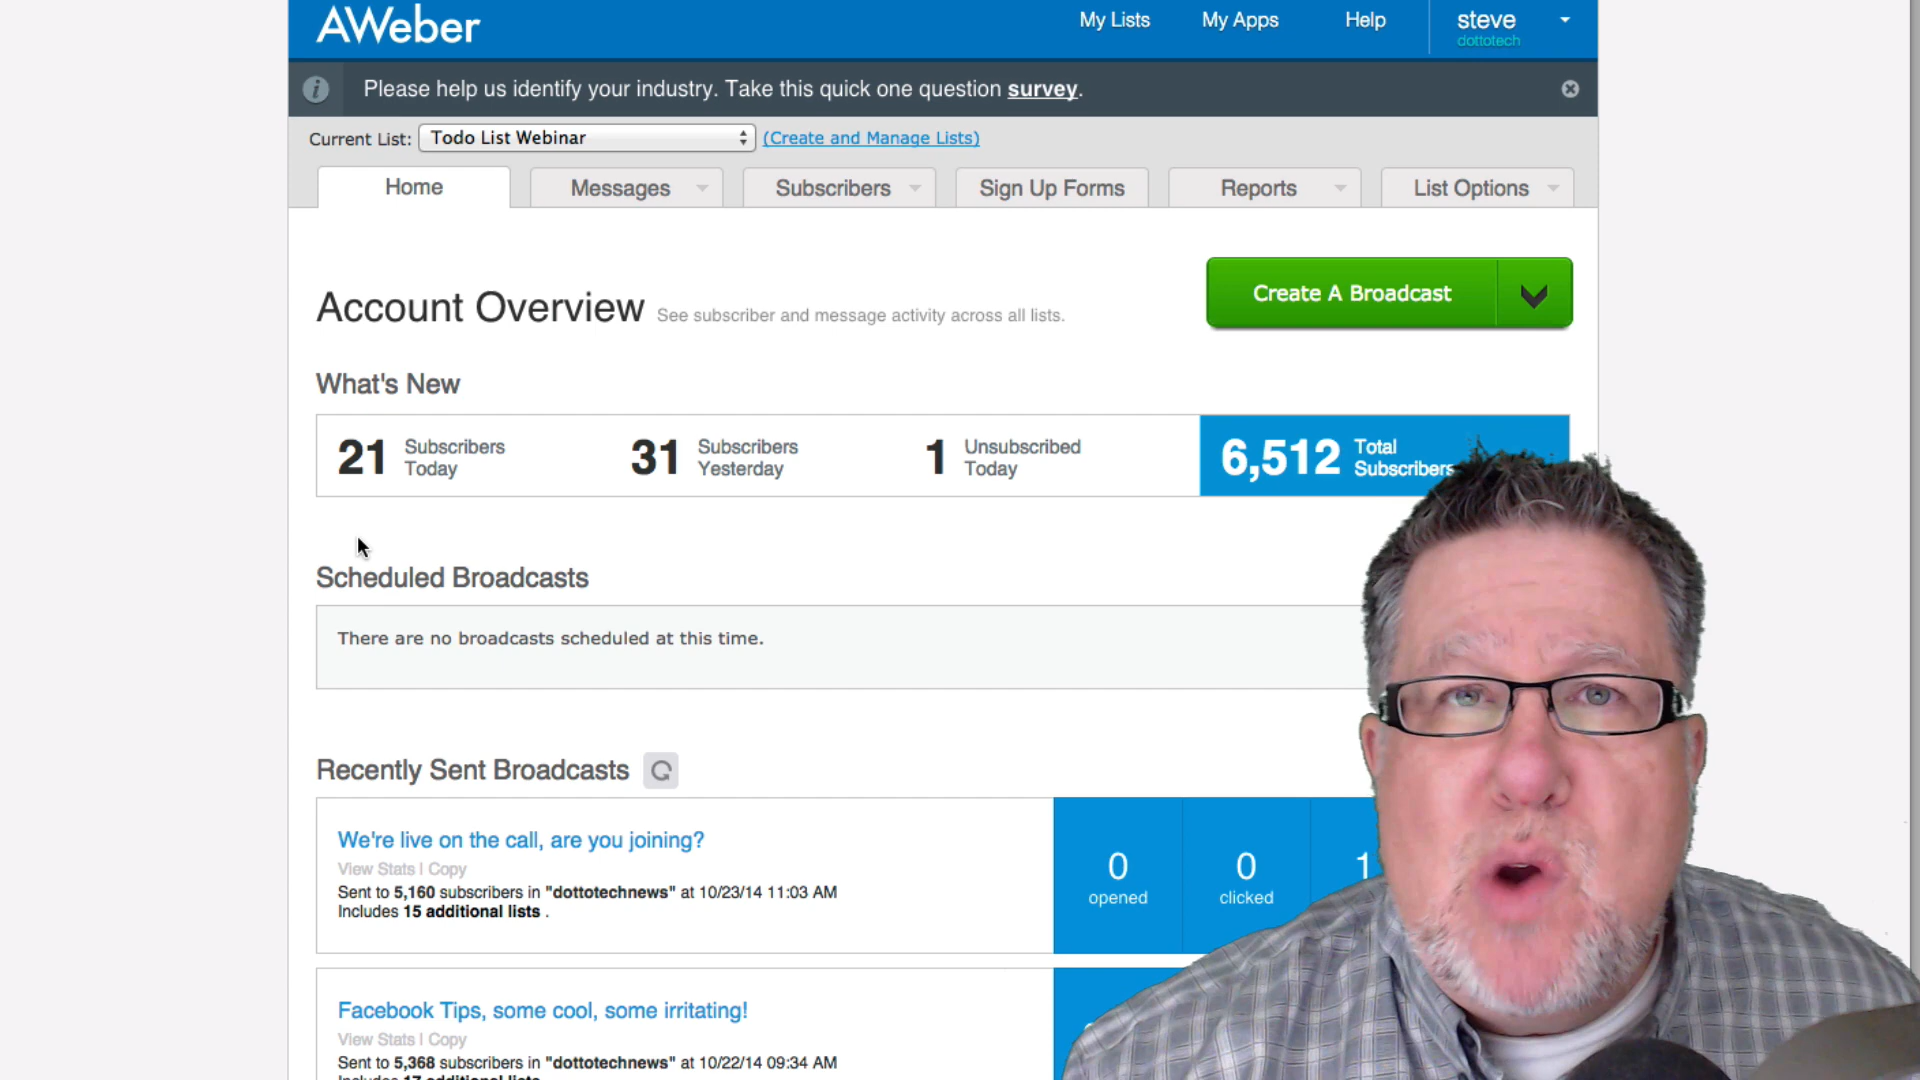 AWeber
My Lists
My Apps
Help
steve
dottotech
Please help us identify your industry. Take this quick one question survey.
Current List: Todo List Webinar (Create and Manage Lists)
Home
Messages
Subscribers
Sign Up Forms
Reports
List Options
Account Overview See subscriber and message activity across all lists.
Create A Broadcast
What's New
21 Subscribers Today
31 Subscribers Yesterday
1 Unsubscribed Today
6,512 Total Subscribers
Scheduled Broadcasts
There are no broadcasts scheduled at this time.
Recently Sent Broadcasts
We're live on the call, are you joining?
View Stats | Copy
Sent to 5,160 subscribers in "dottotechnews" at 10/23/14 11:03 AM
Includes 15 additional lists .
0 opened
0 clicked
1
Facebook Tips, some cool, some irritating!
View Stats | Copy
Sent to 5,368 subscribers in "dottotechnews" at 10/22/14 09:34 AM
Includes 17 additional lists